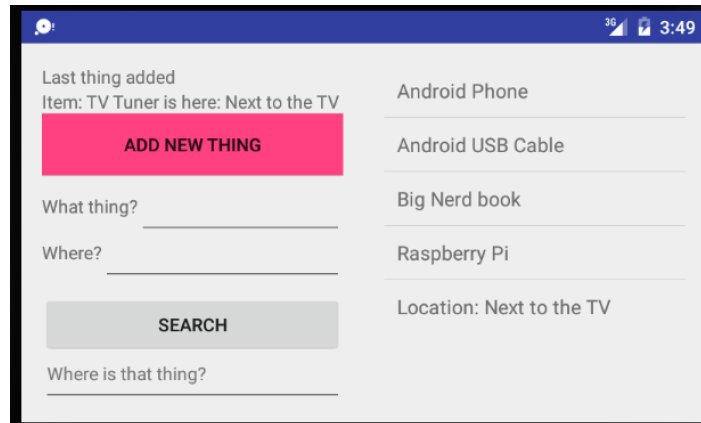 3G 3:49
Last thing added
Item: TV Tuner is here: Next to the TV
ADD NEW THING
What thing?
Where?
SEARCH
Where is that thing?
Android Phone
Android USB Cable
Big Nerd book
Raspberry Pi
Location: Next to the TV